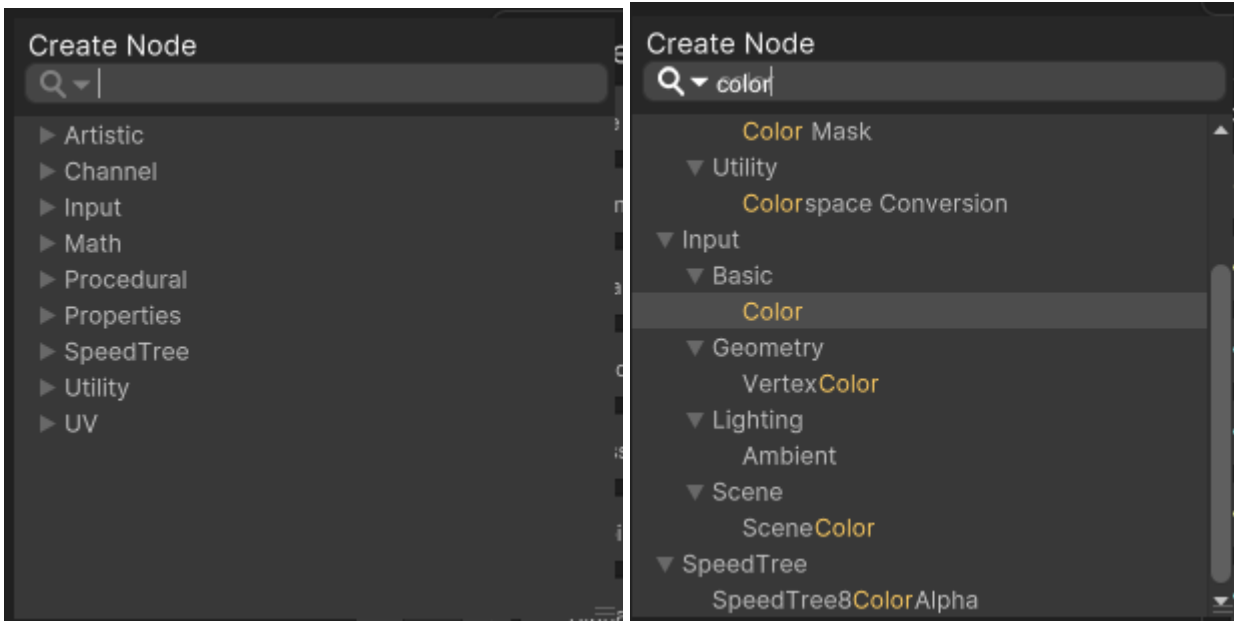 Create Node
Artistic
Channel
Input
Math
Procedural
Properties
SpeedTree
Utility
UV
Create Node
color
Color Mask
Utility
Colorspace Conversion
Input
Basic
Color
Geometry
VertexColor
Lighting
Ambient
Scene
SceneColor
SpeedTree
SpeedTree8ColorAlpha